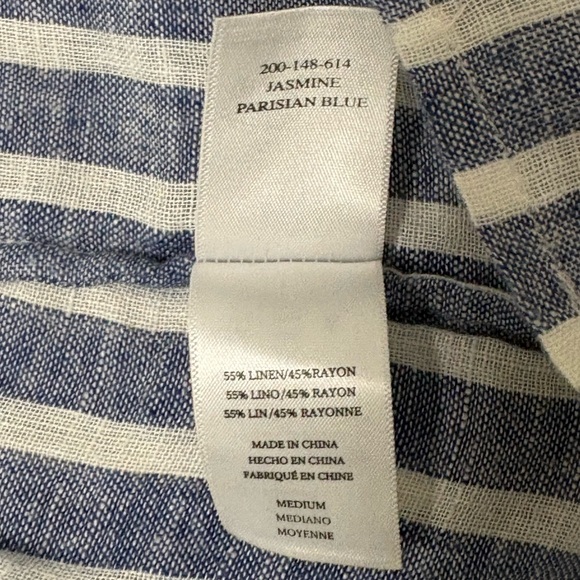 200-148-614
JASMINE
PARISIAN BLUE
55% LINEN/45%RAYON
55% LINO/45% RAYON
55% LIN/45% RAYONNE
MADE IN CHINA
HECHO EN CHINA
FABRIQUÉ EN CHINE
MEDIUM
MEDIANO
MOYENNE